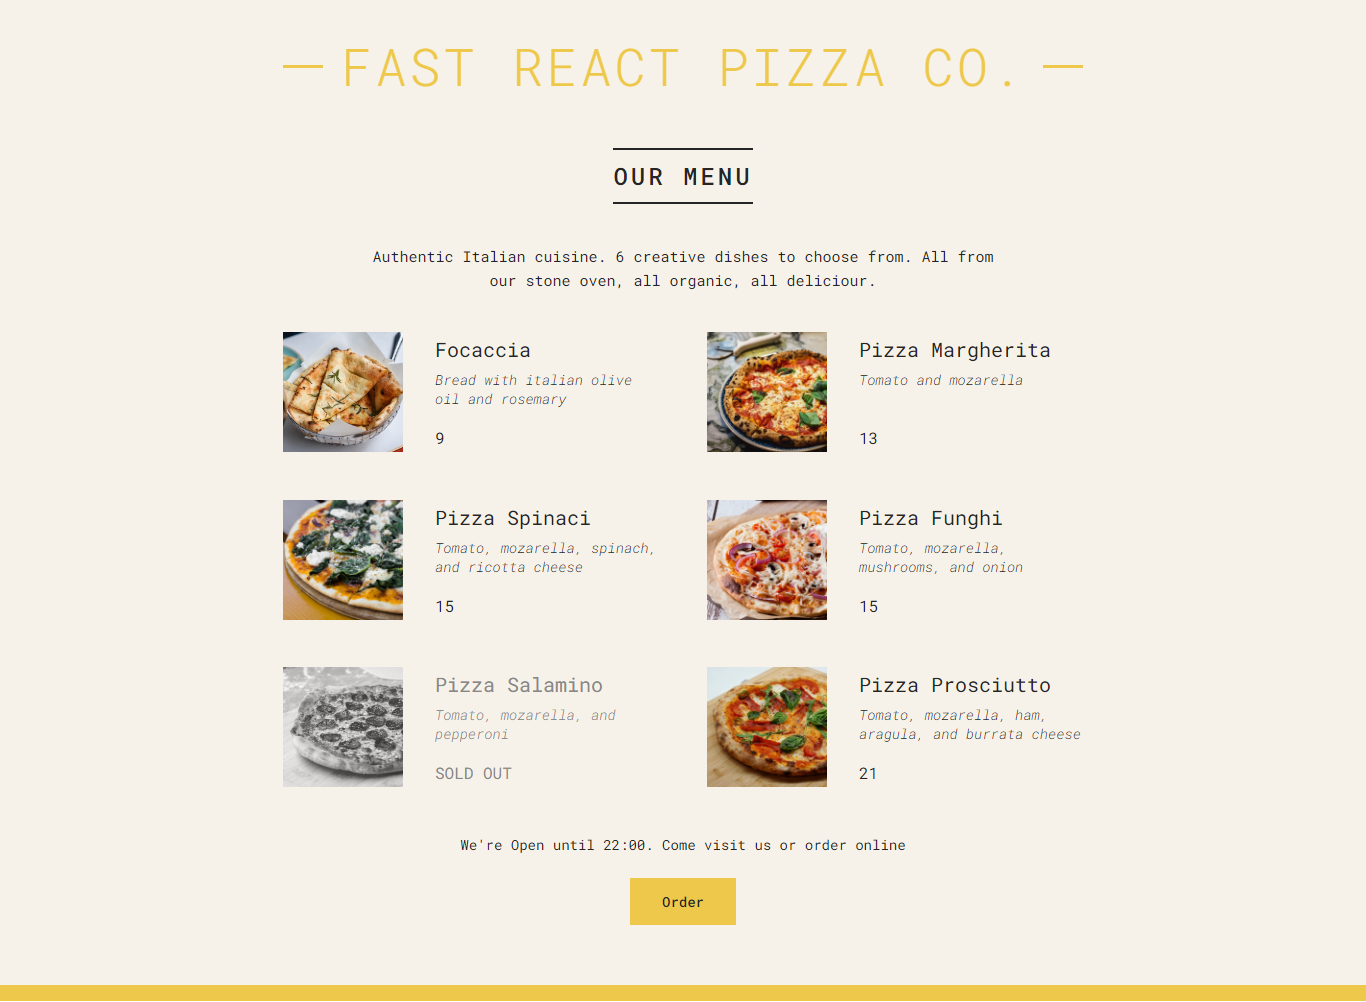 FAST REACT PIZZA CO.
OUR MENU
Authentic Italian cuisine. 6 creative dishes to choose from. All from
our stone oven, all organic, all deliciour.
Focaccia
Bread with italian olive
oil and rosemary
9
Pizza Margherita
Tomato and mozarella
13
Pizza Spinaci
Tomato, mozarella, spinach,
and ricotta cheese
15
Pizza Funghi
Tomato, mozarella,
mushrooms, and onion
15
Pizza Salamino
Tomato, mozarella, and
pepperoni
SOLD OUT
Pizza Prosciutto
Tomato, mozarella, ham,
aragula, and burrata cheese
21
We're Open until 22:00. Come visit us or order online
Order